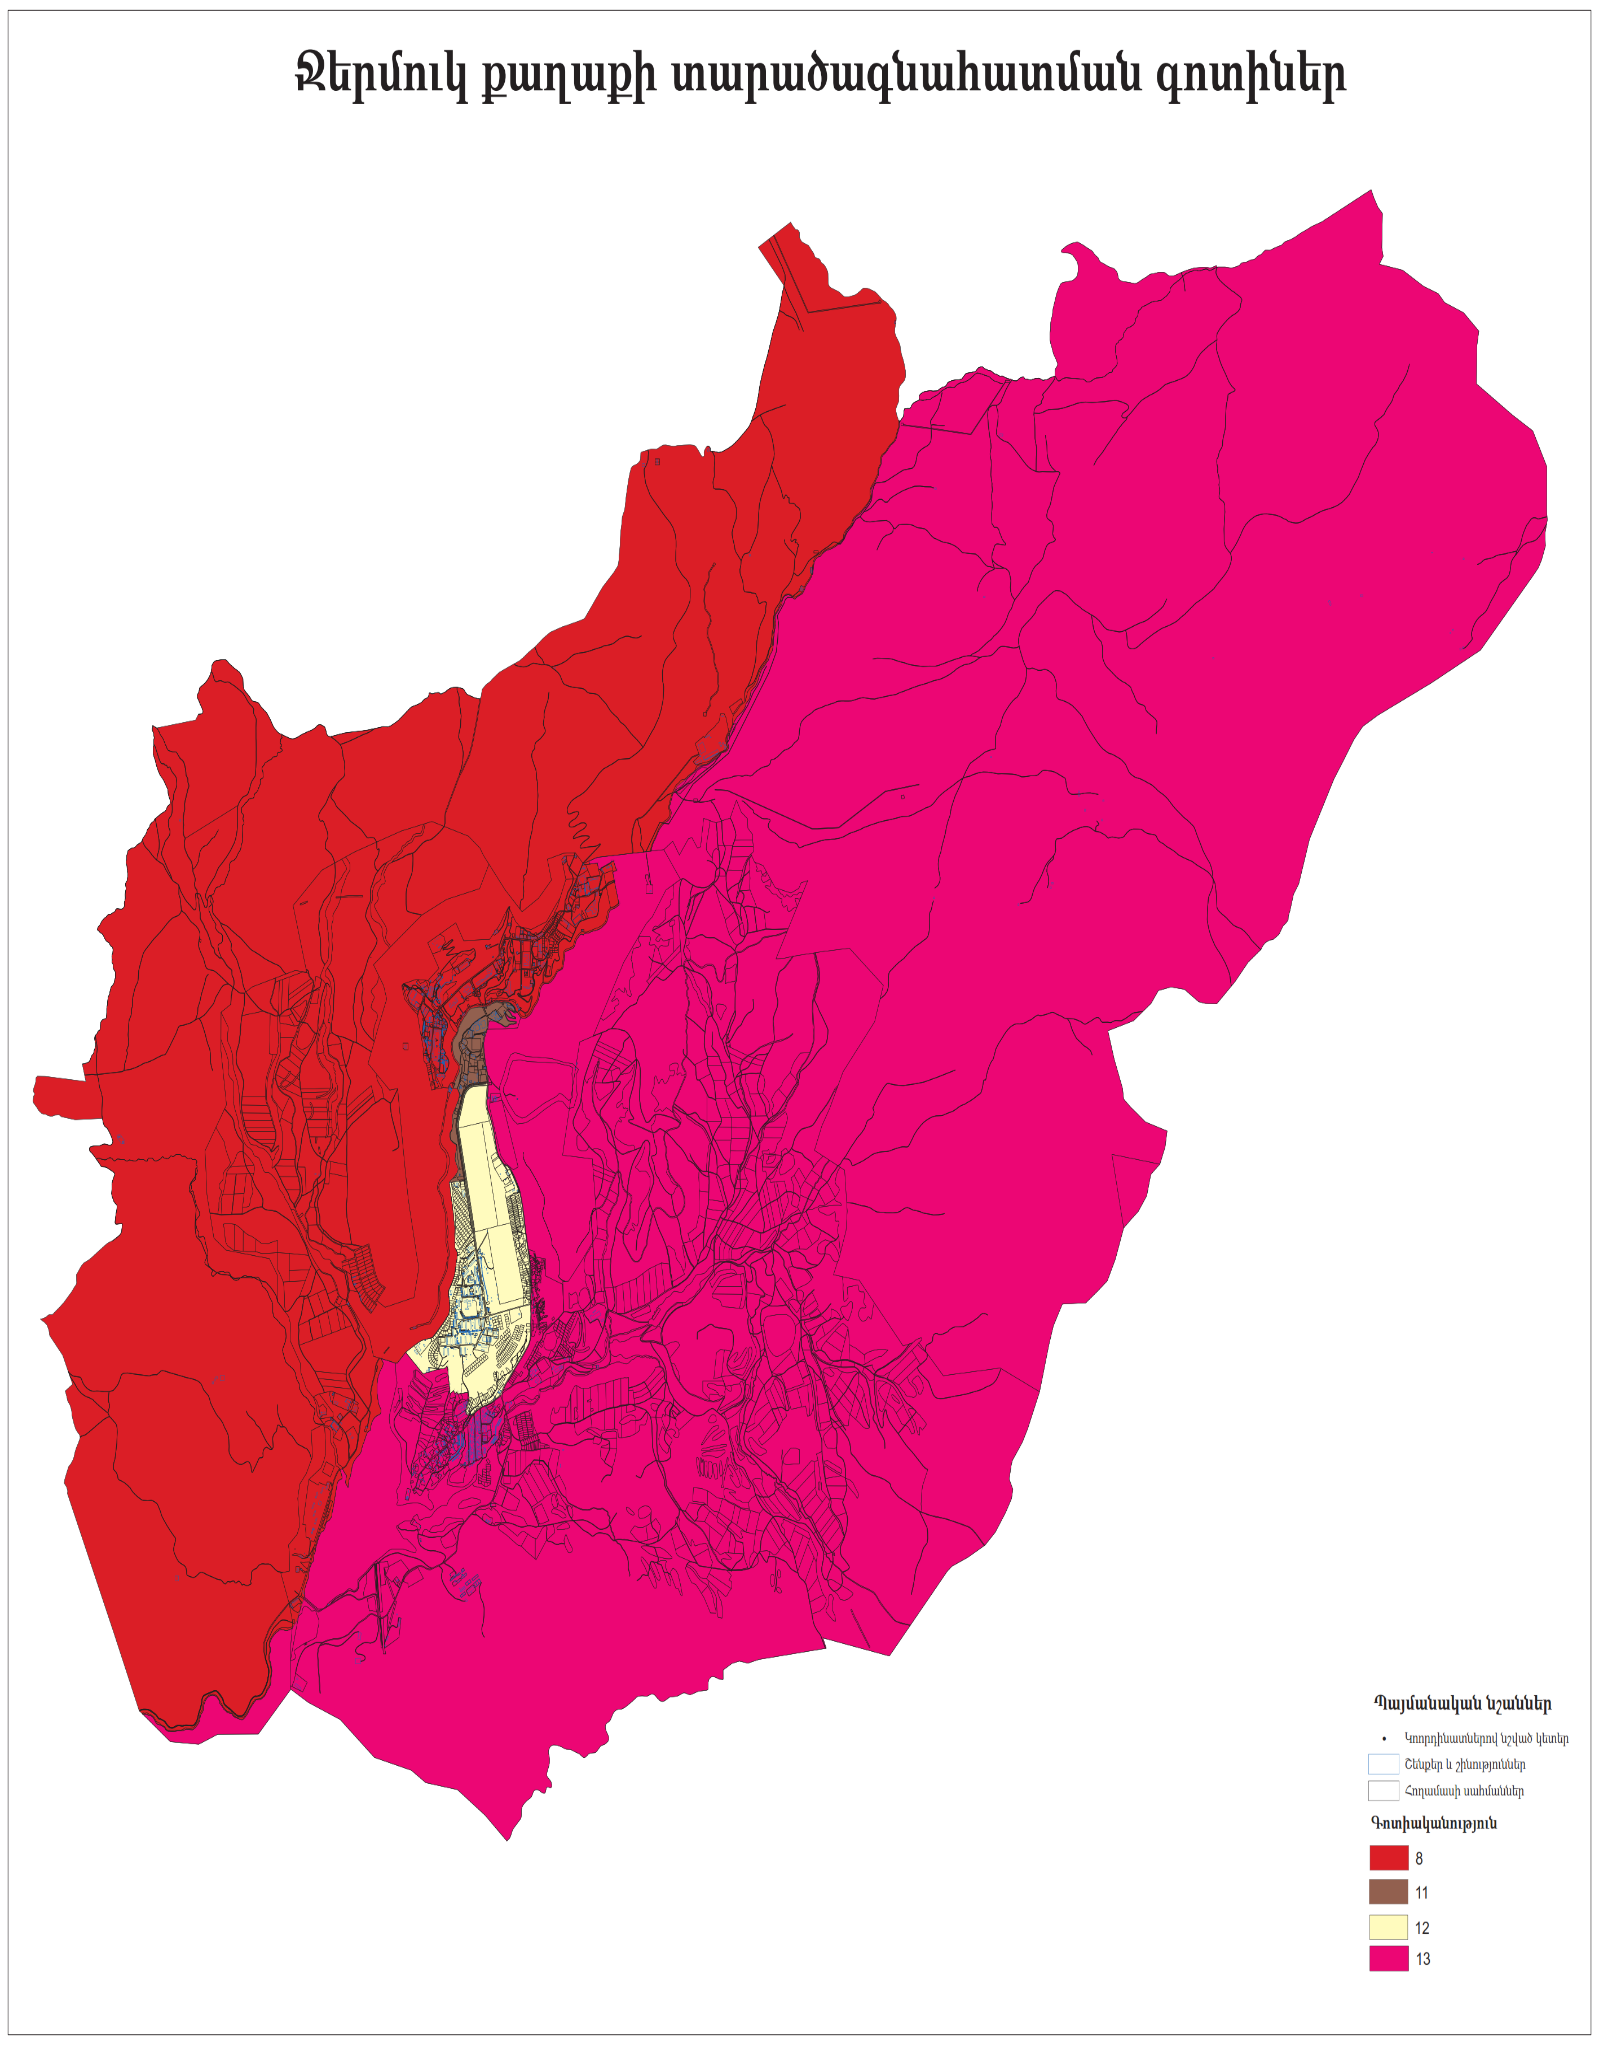 Ջերմուկ քաղաքի տարածագնահատման գոտիներ
Պայմանական նշաններ
Կոորդինատներով նշված կետեր
Շենքեր և շինություններ
Հողամասի սահմաններ
Գոտիականություն
8
11
12
13